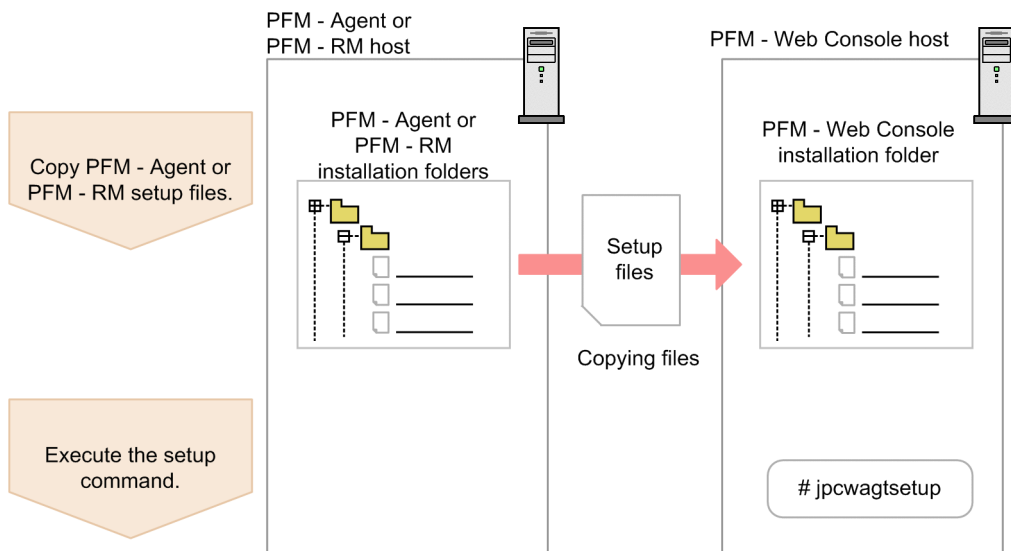 PFM - Agent or
PFM - RM host
PFM - Web Console host
Copy PFM - Agent or
PFM - RM setup files.
PFM - Agent or
PFM - RM
installation folders
Setup
files
Copying files
PFM - Web Console
installation folder
Execute the setup
command.
# jpcwagtsetup